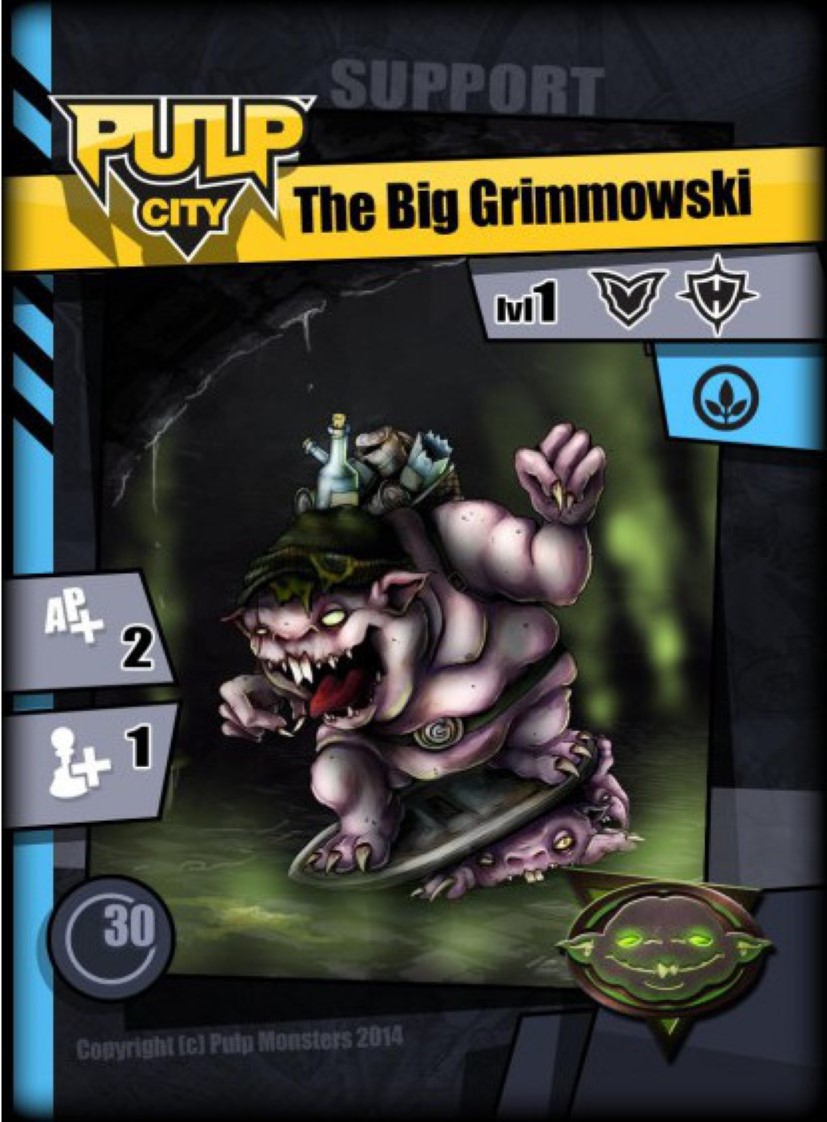 SUPPORT
PULP
CITY
The Big Grimmowski
lvl1
H
AP+
2
+ 1
G
30
Copyright (c) Pulp Monsters 2014